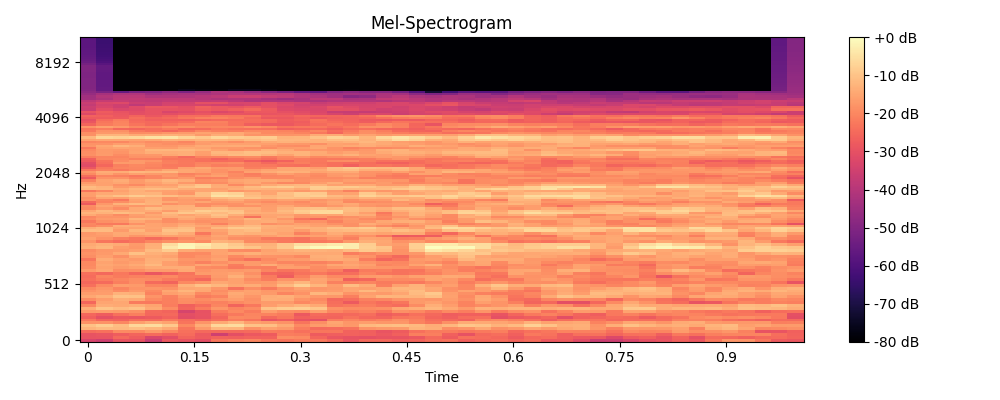 Mel-Spectrogram
Hz
8192
4096
2048
1024
512
0
0 0.15 0.3 0.45 0.6 0.75 0.9
Time
+0 dB
-10 dB
-20 dB
-30 dB
-40 dB
-50 dB
-60 dB
-70 dB
-80 dB